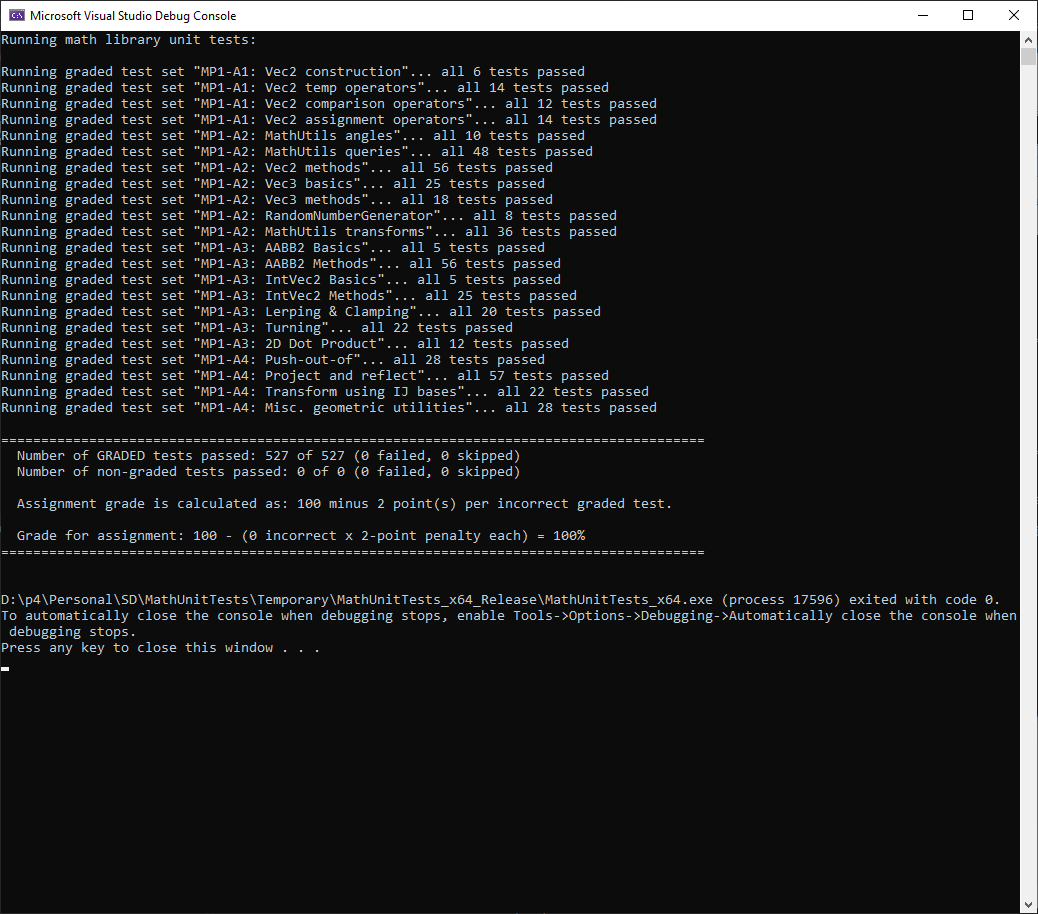 Microsoft Visual Studio Debug Console
Running math library unit tests:
Running graded test set "MP1-A1: Vec2 construction"... all 6 tests passed
Running graded test set "MP1-A1: Vec2 temp operators"... all 14 tests passed
Running graded test set "MP1-A1: Vec2 comparison operators"... all 12 tests passed
Running graded test set "MP1-A1: Vec2 assignment operators"... all 14 tests passed
Running graded test set "MP1-A2: MathUtils angles"... all 10 tests passed
Running graded test set "MP1-A2: MathUtils queries"... all 48 tests passed
Running graded test set "MP1-A2: Vec2 methods"... all 56 tests passed
Running graded test set "MP1-A2: Vec3 basics"... all 25 tests passed
Running graded test set "MP1-A2: Vec3 methods"... all 18 tests passed
Running graded test set "MP1-A2: RandomNumberGenerator"... all 8 tests passed
Running graded test set "MP1-A2: MathUtils transforms"... all 36 tests passed
Running graded test set "MP1-A3: AABB2 Basics"... all 5 tests passed
Running graded test set "MP1-A3: AABB2 Methods"... all 56 tests passed
Running graded test set "MP1-A3: IntVec2 Basics"... all 5 tests passed
Running graded test set "MP1-A3: IntVec2 Methods"... all 25 tests passed
Running graded test set "MP1-A3: Lerping & Clamping"... all 20 tests passed
Running graded test set "MP1-A3: Turning"... all 22 tests passed
Running graded test set "MP1-A3: 2D Dot Product"... all 12 tests passed
Running graded test set "MP1-A4: Push-out-of"... all 28 tests passed
Running graded test set "MP1-A4: Project and reflect"... all 57 tests passed
Running graded test set "MP1-A4: Transform using IJ bases"... all 22 tests passed
Running graded test set "MP1-A4: Misc. geometric utilities"... all 28 tests passed
========================================================================================
Number of GRADED tests passed: 527 of 527 (0 failed, 0 skipped)
Number of non-graded tests passed: 0 of 0 (0 failed, 0 skipped)
Assignment grade is calculated as: 100 minus 2 point(s) per incorrect graded test.
Grade for assignment: 100 - (0 incorrect x 2-point penalty each) = 100%
========================================================================================
D:\p4\Personal\SD\MathUnitTests\Temporary\MathUnitTests_x64_Release\MathUnitTests_x64.exe (process 17596) exited with code 0.
To automatically close the console when debugging stops, enable Tools->Options->Debugging->Automatically close the console when
debugging stops.
Press any key to close this window . . .